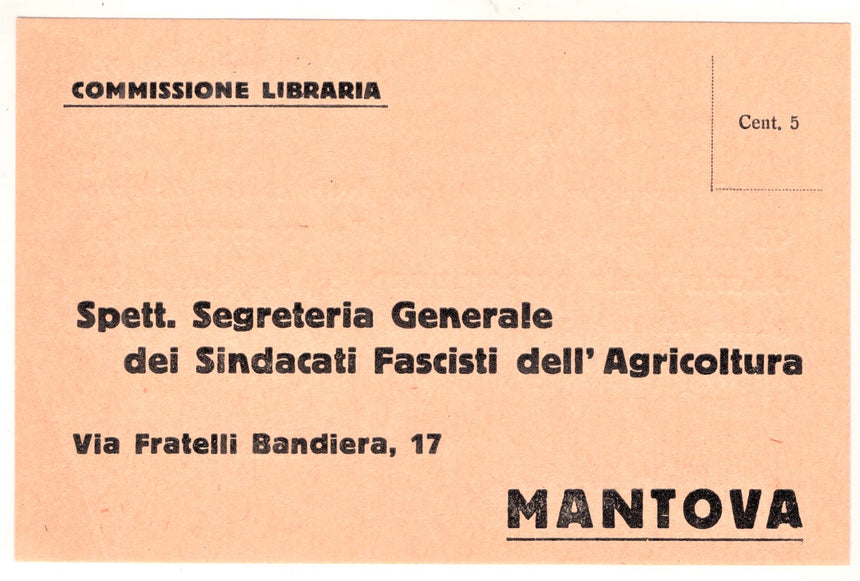 COMMISSIONE LIBRARIA
Cent. 5
Spett. Segreteria Generale
dei Sindacati Fascisti dell' Agricoltura
Via Fratelli Bandiera, 17
MANTOVA